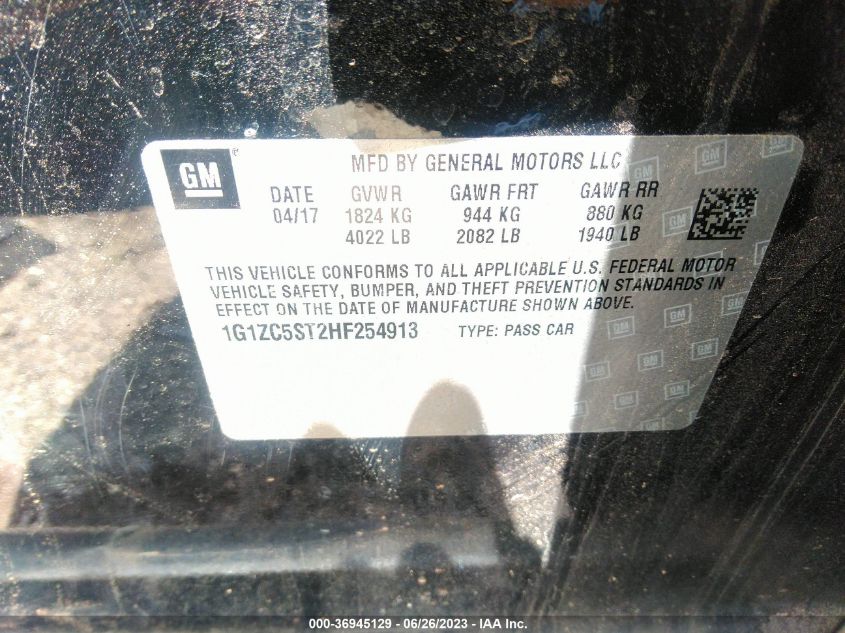 GM ® MFD BY GENERAL MOTORS LLC
DATE GVWR GAWR FRT GAWR RR
04/17 1824 KG 944 KG 880 KG
4022 LB 2082 LB 1940 LB
THIS VEHICLE CONFORMS TO ALL APPLICABLE U.S. FEDERAL MOTOR
VEHICLE SAFETY, BUMPER, AND THEFT PREVENTION STANDARDS IN
EFFECT ON THE DATE OF MANUFACTURE SHOWN ABOVE.
1G1ZC5ST2HF254913 TYPE: PASS CAR
000-36945129 - 06/26/2023 - IAA Inc.